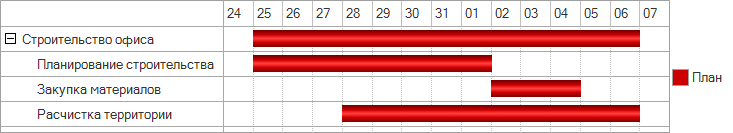 24 25 26 27 28 29 30 31 01 02 03 04 05 06 07
Строительство офиса
Планирование строительства
Закупка материалов
Расчистка территории
План